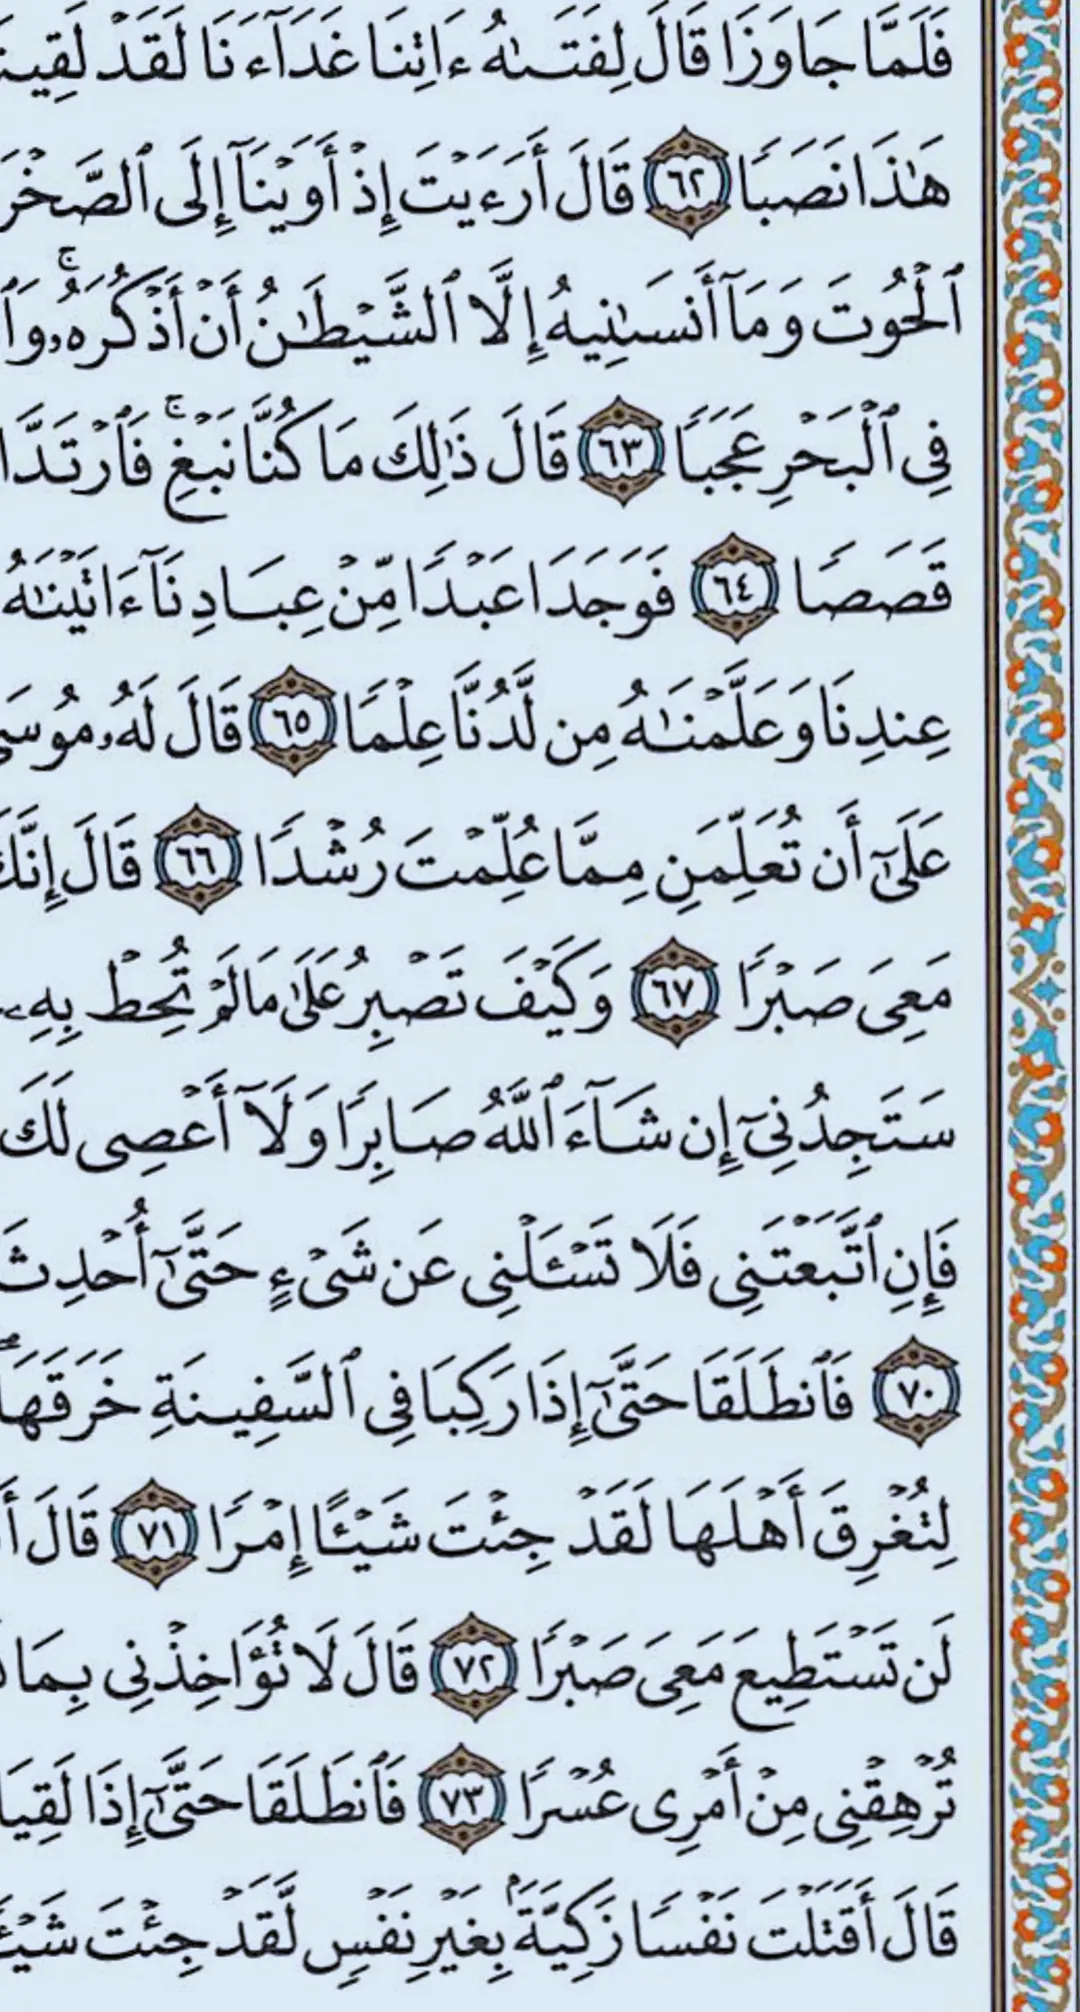 فَلَمَّا جَاوَزَا قَالَ لِفَتَىٰهُ ءَاتِنَا غَدَآءَنَا لَقَدْ لَقِينَ
هَٰذَا نَصَبًا ٦٢ قَالَ أَرَءَيْتَ إِذْ أَوَيْنَآ إِلَى ٱلصَّخْرَ
ٱلْحُوتَ وَمَآ أَنسَىٰنِيهُ إِلَّا ٱلشَّيْطَٰنُ أَنْ أَذْكُرَهُۥ ۚ وَٱ
فِى ٱلْبَحْرِ عَجَبًا ٦٣ قَالَ ذَٰلِكَ مَا كُنَّا نَبْغِ ۚ فَٱرْتَدَّا
قَصَصًا ٦٤ فَوَجَدَا عَبْدًا مِّنْ عِبَادِنَآ ءَاتَيْنَٰهُ
عِندِنَا وَعَلَّمْنَٰهُ مِن لَّدُنَّا عِلْمًا ٦٥ قَالَ لَهُۥ مُوسَى
عَلَىٰٓ أَن تُعَلِّمَنِ مِمَّا عُلِّمْتَ رُشْدًا ٦٦ قَالَ إِنَّكَ
مَعِىَ صَبْرًا ٦٧ وَكَيْفَ تَصْبِرُ عَلَىٰ مَا لَمْ تُحِطْ بِهِۦ
سَتَجِدُنِىٓ إِن شَآءَ ٱللَّهُ صَابِرًا وَلَآ أَعْصِى لَكَ
فَإِنِ ٱتَّبَعْتَنِى فَلَا تَسْـَٔلْنِى عَن شَىْءٍ حَتَّىٰٓ أُحْدِثَ
٧٠ فَٱنطَلَقَا حَتَّىٰٓ إِذَا رَكِبَا فِى ٱلسَّفِينَةِ خَرَقَهَا ۖ
لِتُغْرِقَ أَهْلَهَا لَقَدْ جِئْتَ شَيْـًٔا إِمْرًا ٧١ قَالَ أَ
لَن تَسْتَطِيعَ مَعِىَ صَبْرًا ٧٢ قَالَ لَا تُؤَاخِذْنِى بِمَا
تُرْهِقْنِى مِنْ أَمْرِى عُسْرًا ٧٣ فَٱنطَلَقَا حَتَّىٰٓ إِذَا لَقِيَا
قَالَ أَقَتَلْتَ نَفْسًا زَكِيَّةًۢ بِغَيْرِ نَفْسٍ لَّقَدْ جِئْتَ شَيْـًٔ